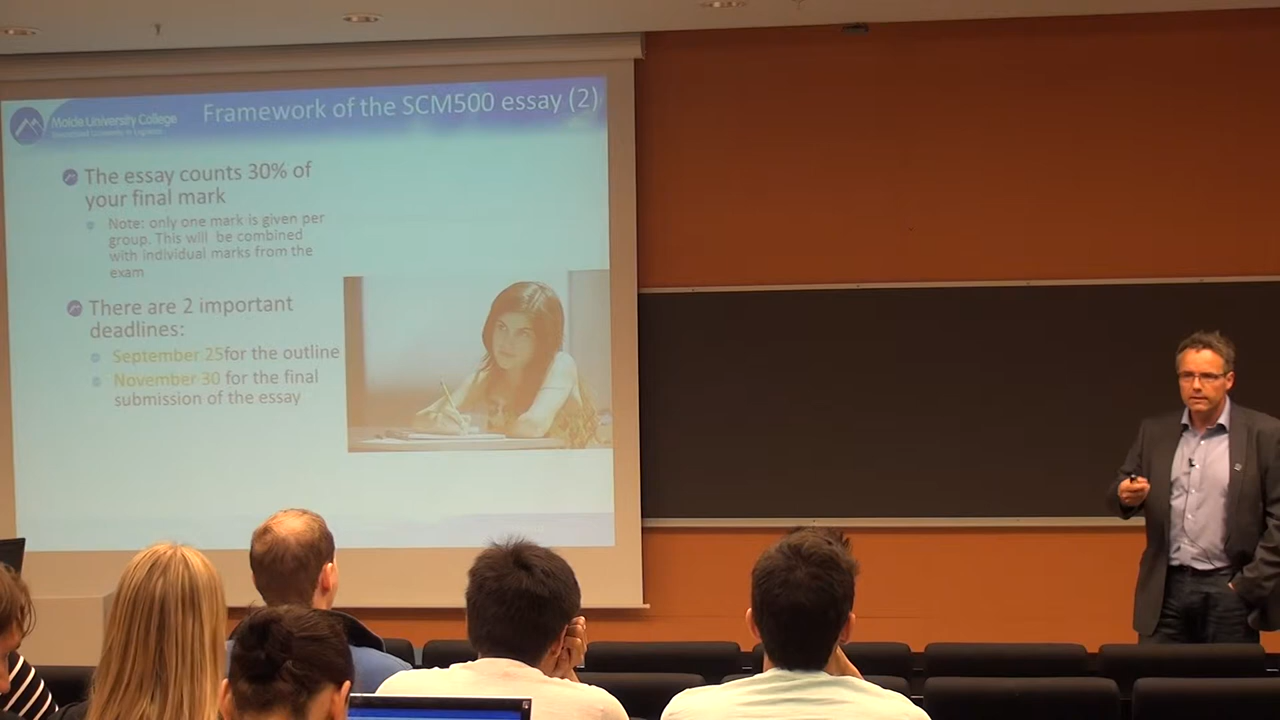 Molde University College
Framework of the SCM500 essay (2)
The essay counts 30% of
your final mark
Note: only one mark is given per
group. This will be combined
with individual marks from the
exam
There are 2 important
deadlines:
September 25for the outline
November 30 for the final
submission of the essay